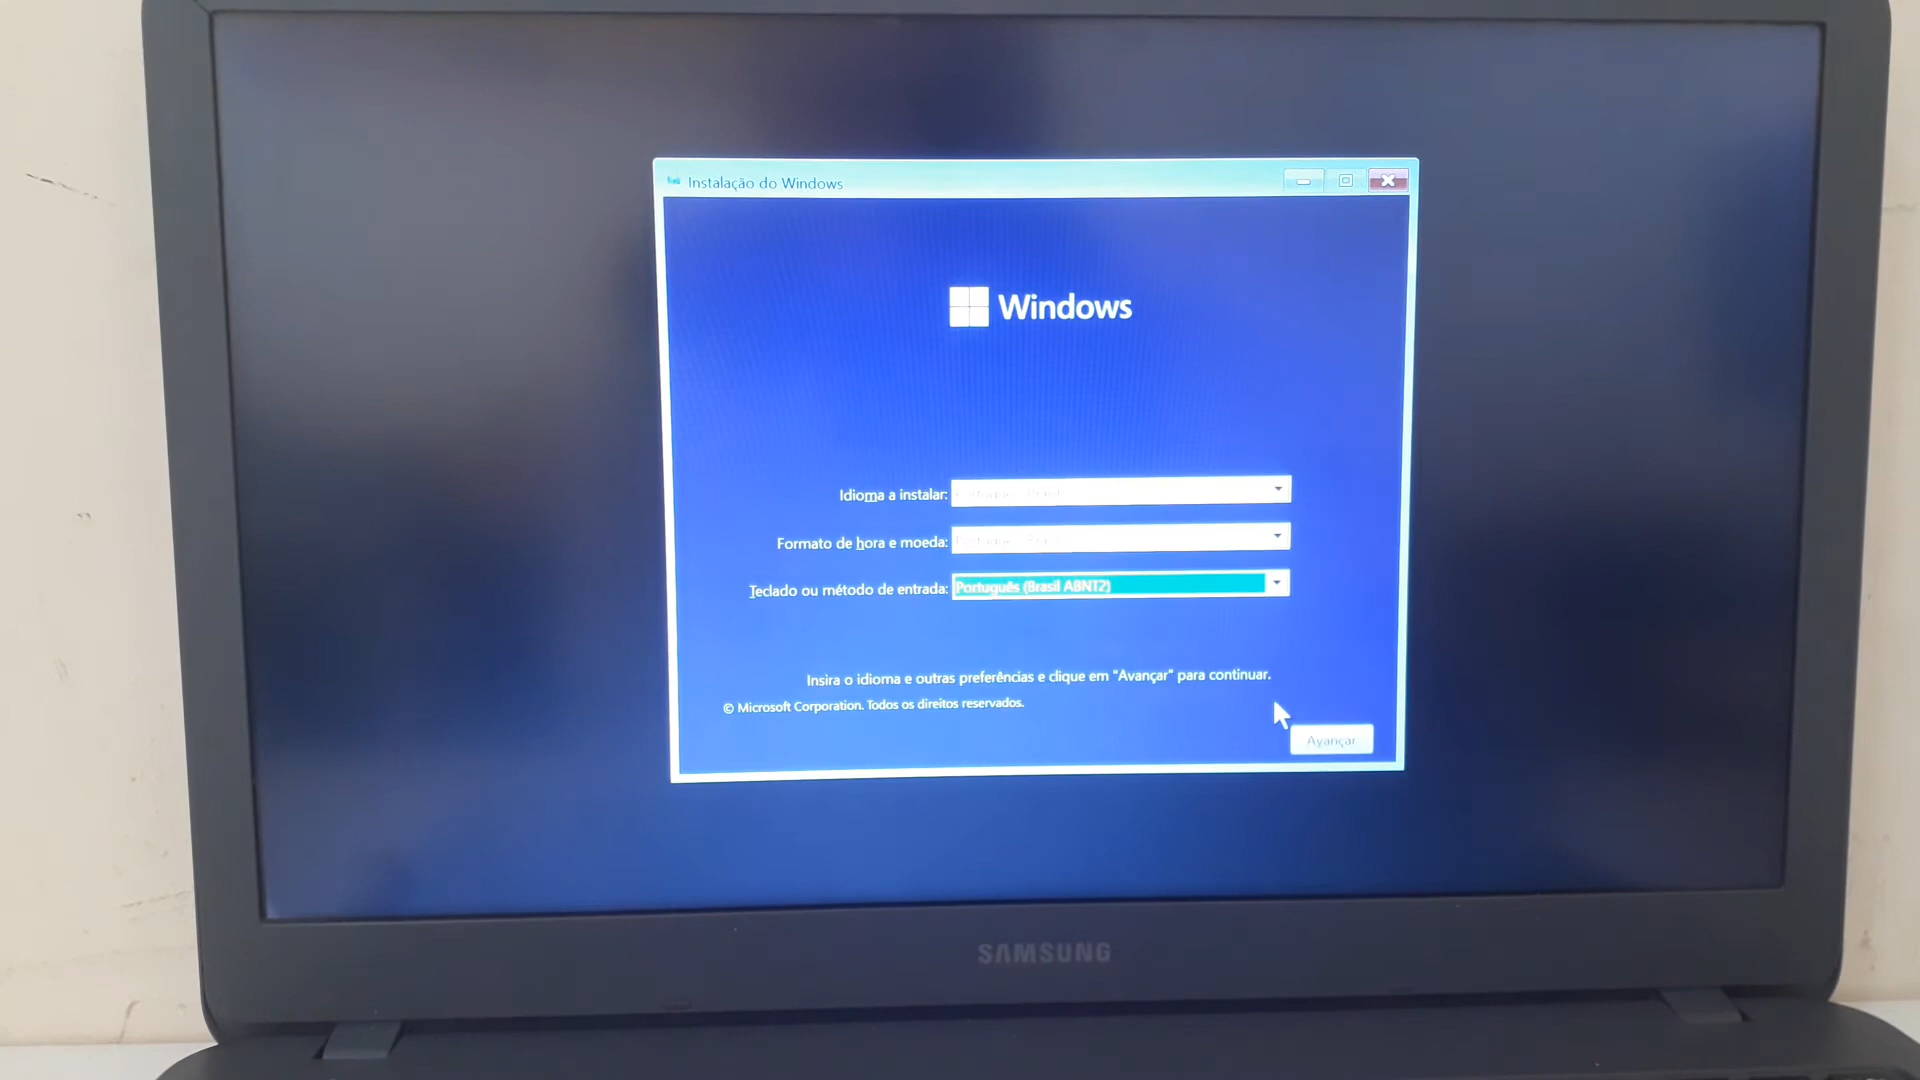 Instalação do Windows
Windows
Idioma a instalar:
Formato de hora e moeda:
Teclado ou método de entrada: Português (Brasil ABNT2)
Insira o idioma e outras preferências e clique em "Avançar" para continuar.
© Microsoft Corporation. Todos os direitos reservados.
Avançar
SAMSUNG